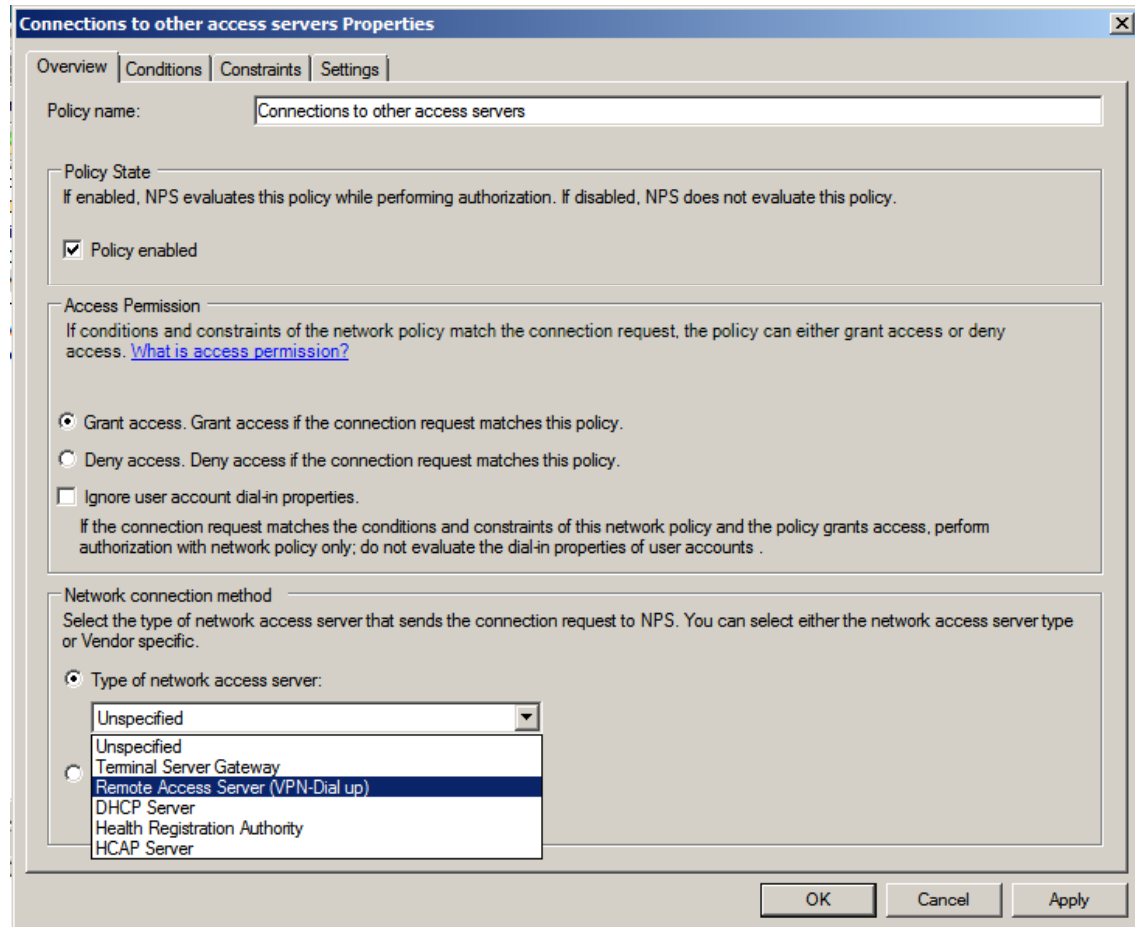 Connections to other access servers Properties
Overview Conditions Constraints Settings
Policy name: Connections to other access servers
Policy State
If enabled, NPS evaluates this policy while performing authorization. If disabled, NPS does not evaluate this policy.
Policy enabled
Access Permission
If conditions and constraints of the network policy match the connection request, the policy can either grant access or deny
access. What is access permission?
Grant access. Grant access if the connection request matches this policy.
Deny access. Deny access if the connection request matches this policy.
Ignore user account dial-in properties.
If the connection request matches the conditions and constraints of this network policy and the policy grants access, perform
authorization with network policy only; do not evaluate the dial-in properties of user accounts .
Network connection method
Select the type of network access server that sends the connection request to NPS. You can select either the network access server type
or Vendor specific.
Type of network access server:
Unspecified
Unspecified
Terminal Server Gateway
Remote Access Server (VPN-Dial up)
DHCP Server
Health Registration Authority
HCAP Server
OK Cancel Apply